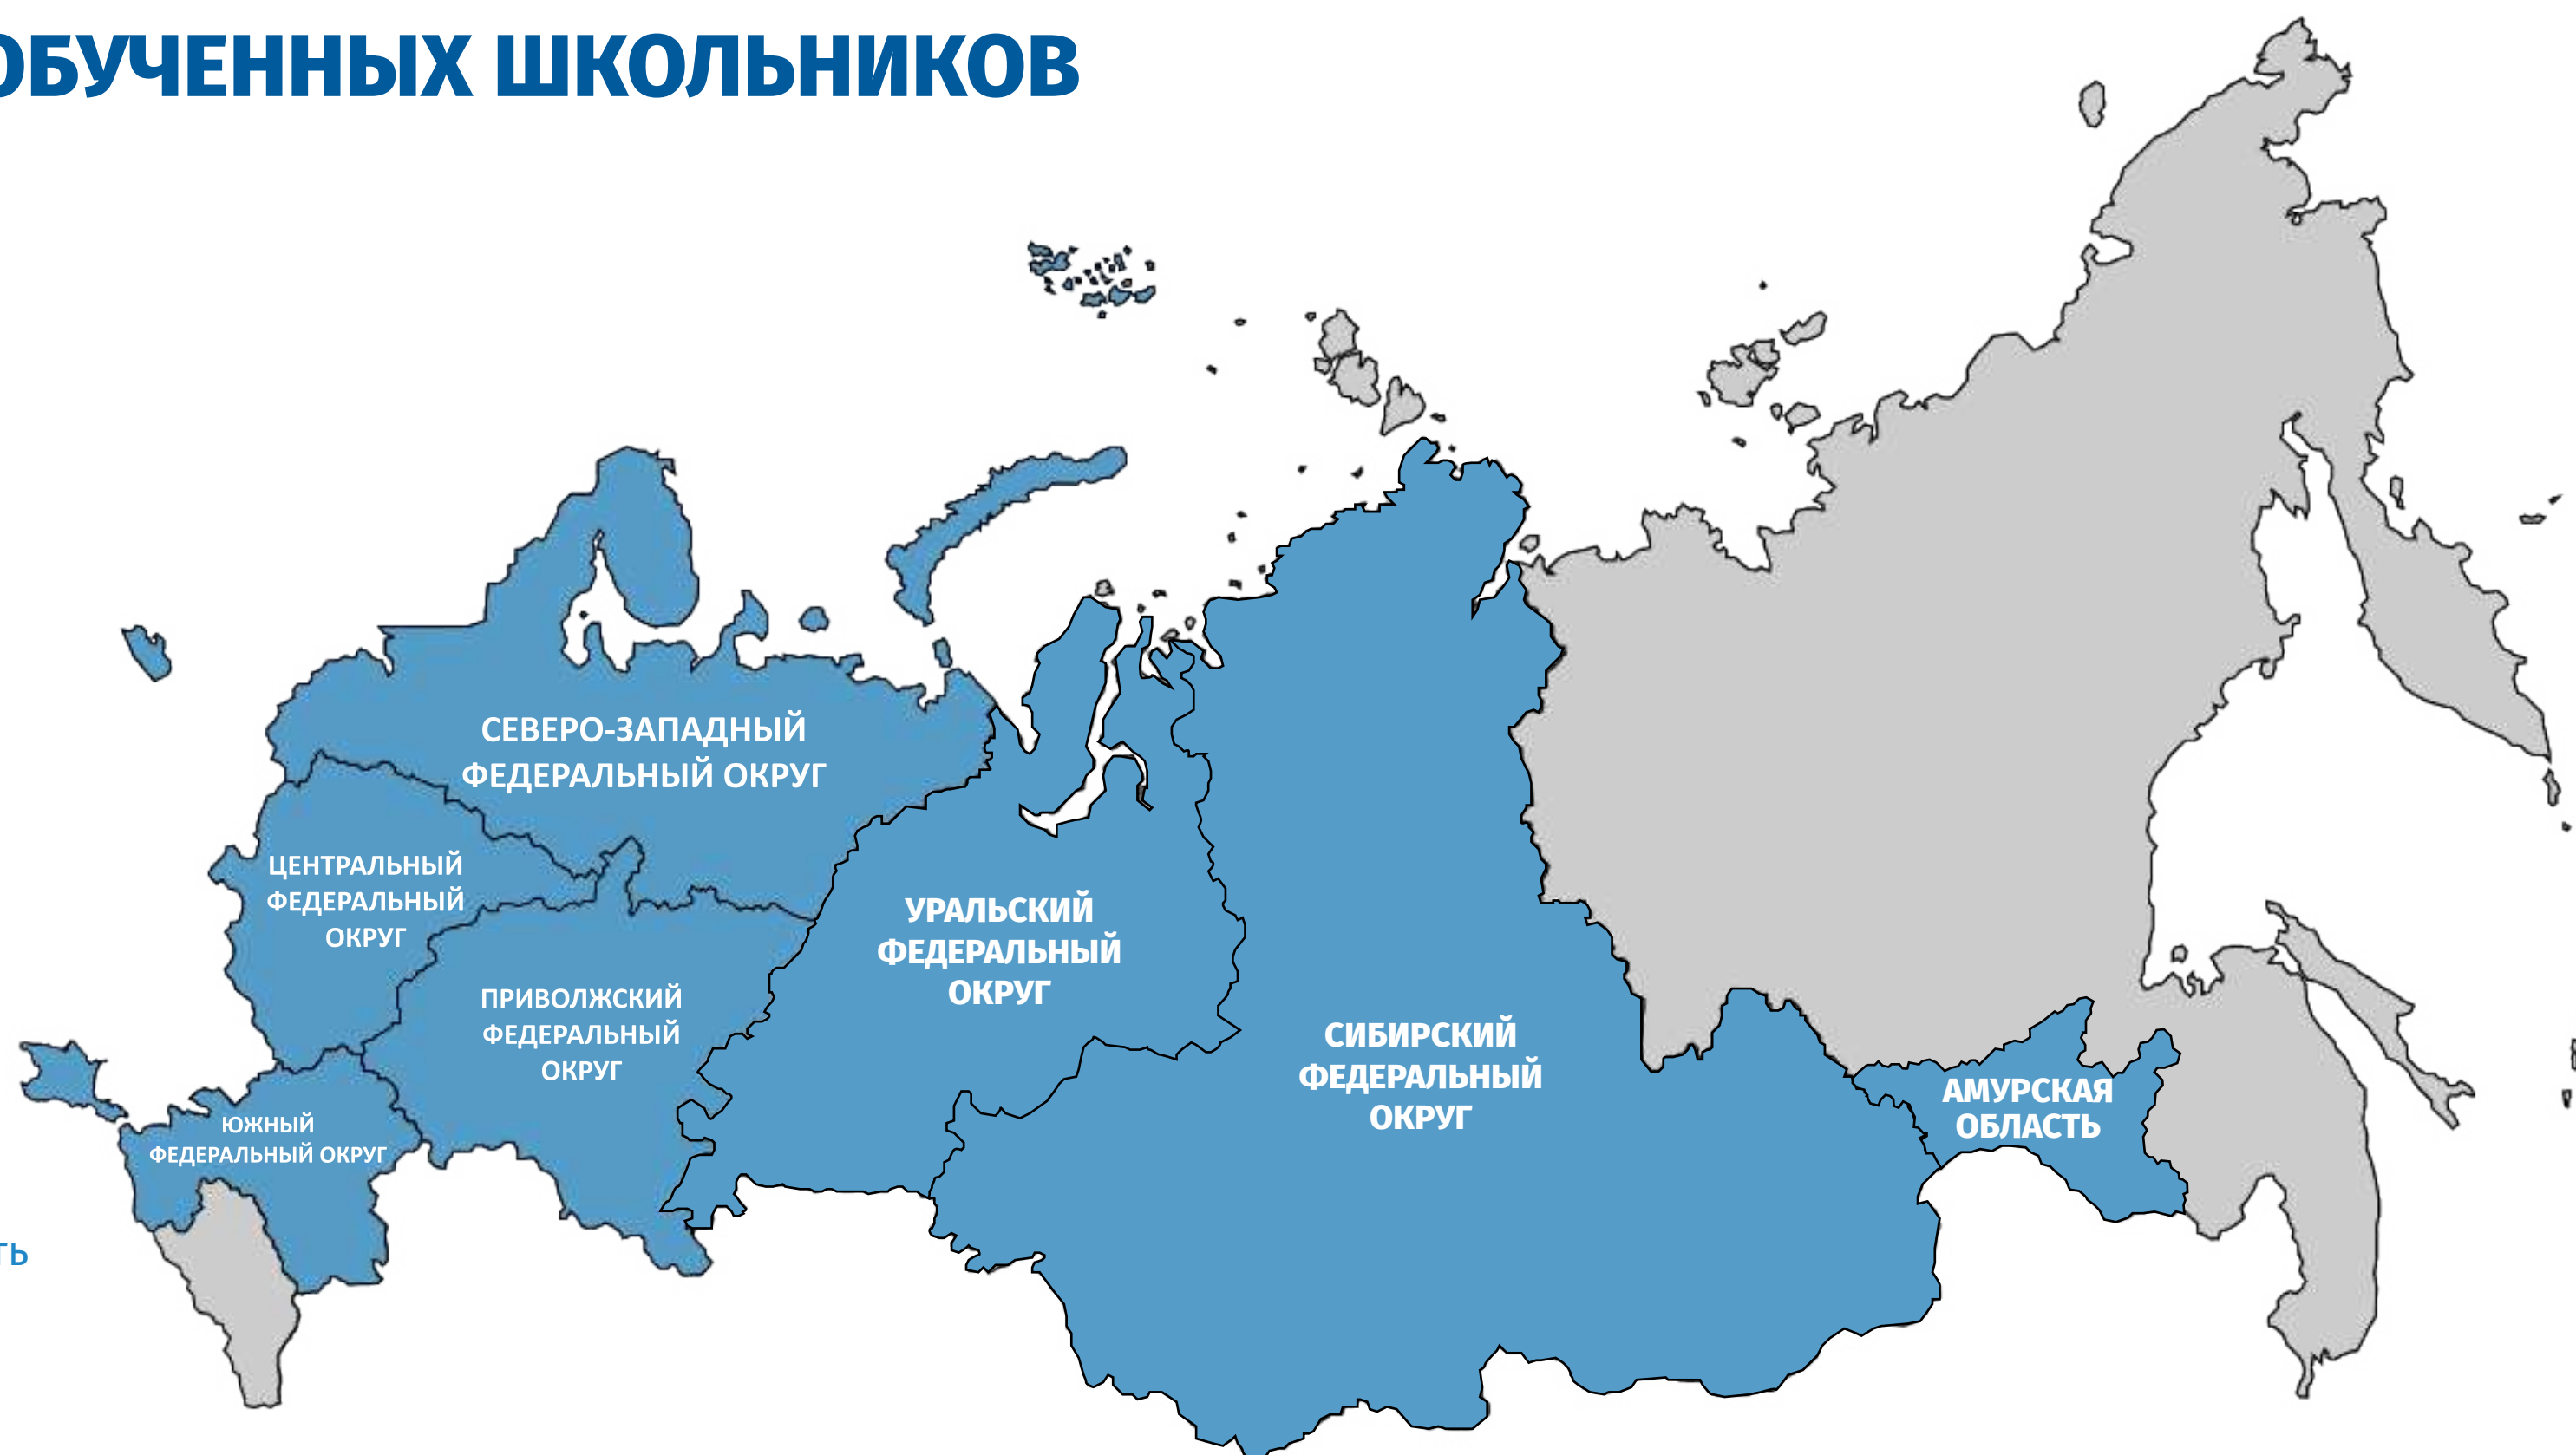 ОБУЧЕННЫХ ШКОЛЬНИКОВ
СЕВЕРО-ЗАПАДНЫЙ
ФЕДЕРАЛЬНЫЙ ОКРУГ
ЦЕНТРАЛЬНЫЙ
ФЕДЕРАЛЬНЫЙ
ОКРУГ
УРАЛЬСКИЙ
ФЕДЕРАЛЬНЫЙ
ОКРУГ
ПРИВОЛЖСКИЙ
ФЕДЕРАЛЬНЫЙ
ОКРУГ
СИБИРСКИЙ
ФЕДЕРАЛЬНЫЙ
ОКРУГ
АМУРСКАЯ
ОБЛАСТЬ
ЮЖНЫЙ
ФЕДЕРАЛЬНЫЙ ОКРУГ